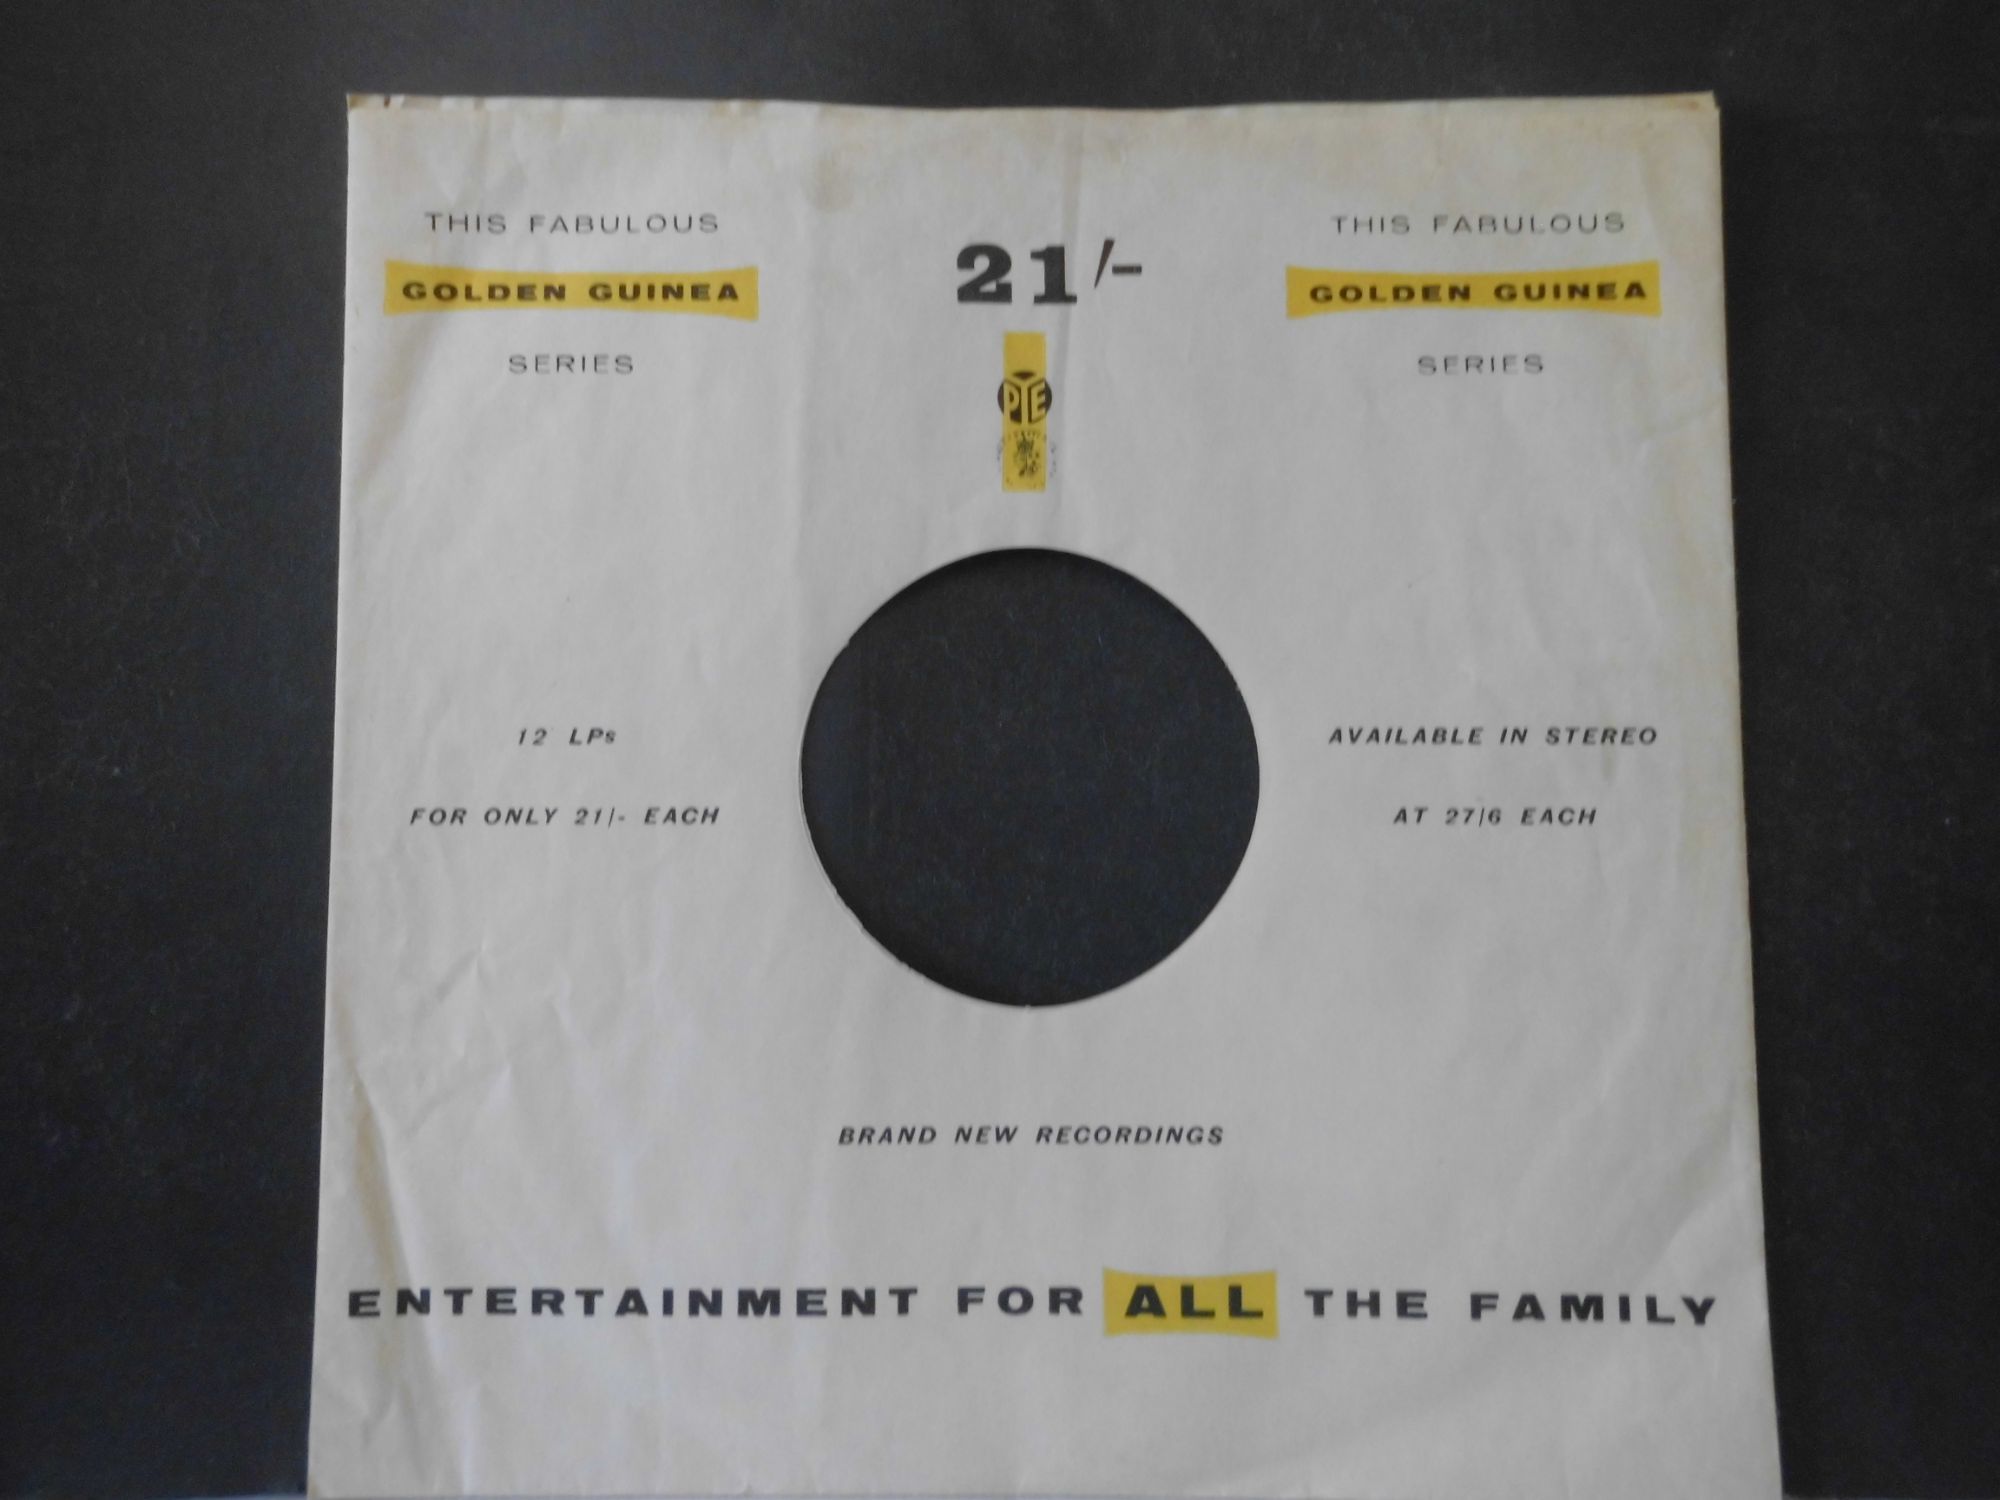 THIS FABULOUS
GOLDEN GUINEA
SERIES
21/-
PYE
THIS FABULOUS
GOLDEN GUINEA
SERIES
12 LPs
FOR ONLY 21/- EACH
AVAILABLE IN STEREO
AT 27/6 EACH
BRAND NEW RECORDINGS
ENTERTAINMENT FOR ALL THE FAMILY